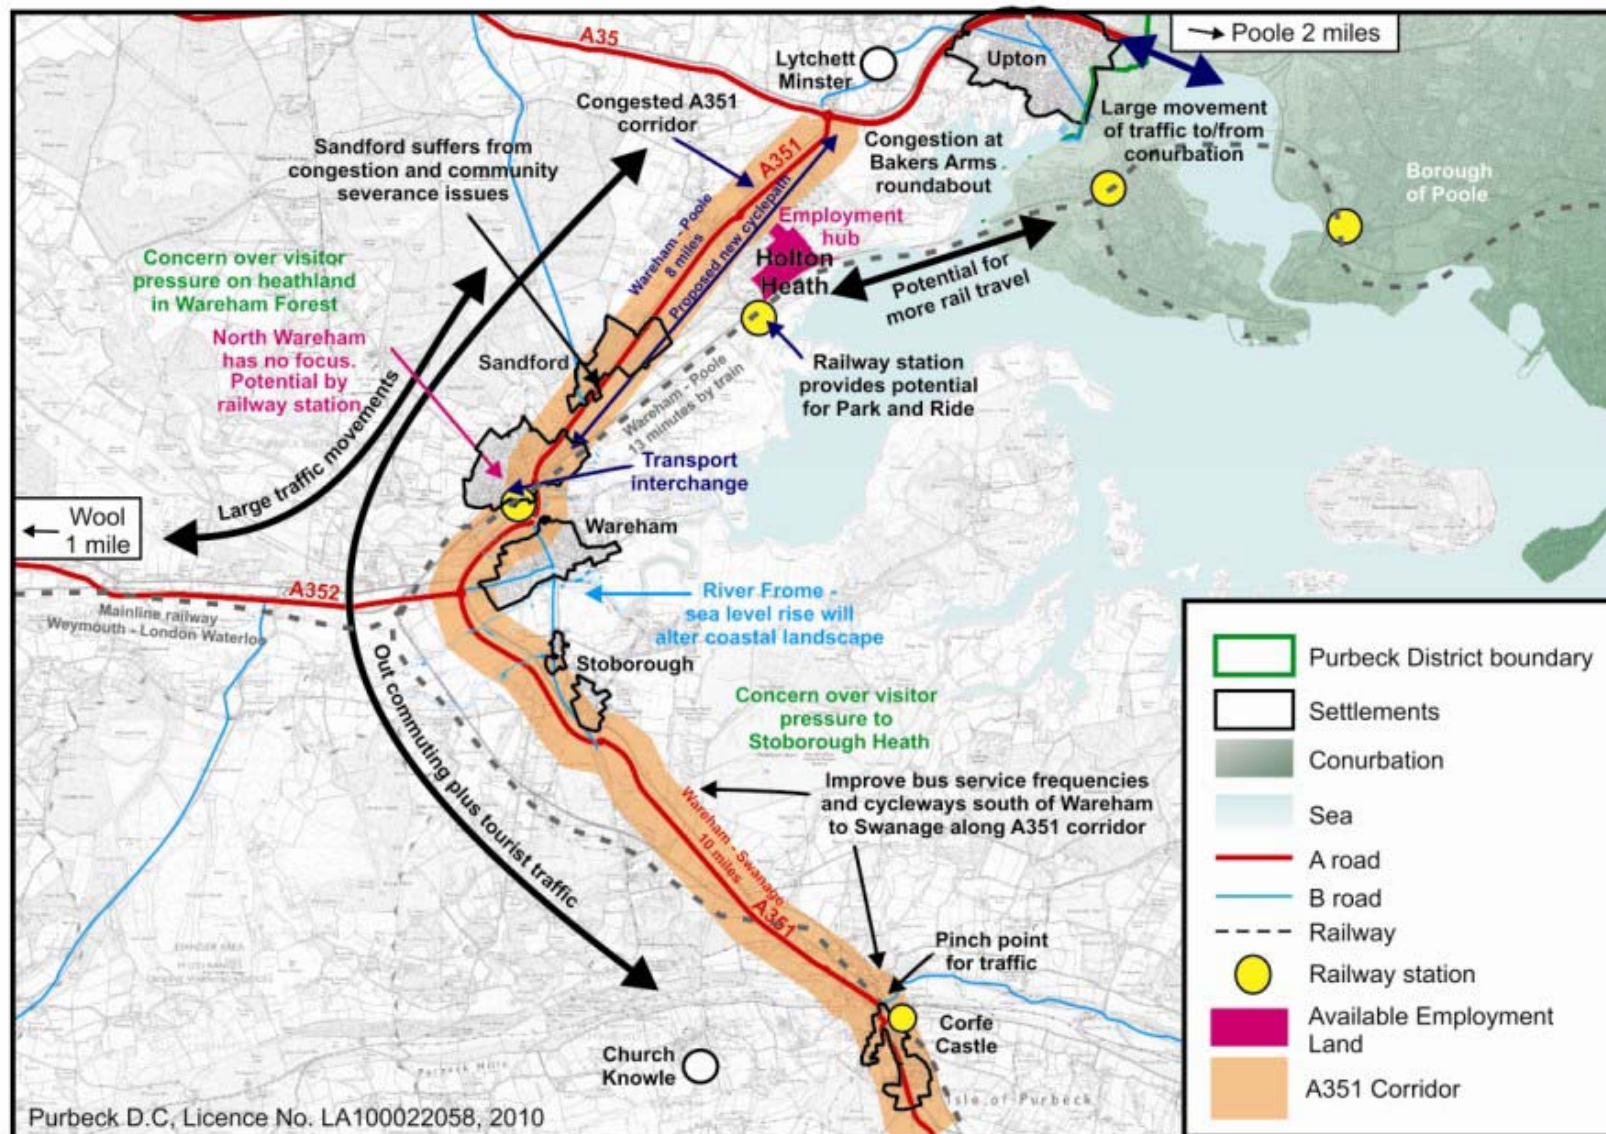 A35
Lytchett
Minster
Upton
Poole 2 miles
Congested A351
corridor
Large movement
of traffic to/from
conurbation
Sandford suffers from
congestion and community
severance issues
A351
Congestion at
Bakers Arms
roundabout
Borough
of Poole
Wareham - Poole
8 miles
Proposed new cyclepath
Employment
hub
Holton
Heath
Concern over visitor
pressure on heathland
in Wareham Forest
Potential for
more rail travel
North Wareham
has no focus.
Potential by
railway station
Sandford
Railway station
provides potential
for Park and Ride
Wareham - Poole
13 minutes by train
Large traffic movements
Transport
interchange
Wool
1 mile
Wareham
A352
Mainline railway
Weymouth - London Waterloo
River Frome -
sea level rise will
alter coastal landscape
Stoborough
Out commuting plus tourist traffic
Concern over visitor
pressure to
Stoborough Heath
Improve bus service frequencies
and cycleways south of Wareham
to Swanage along A351 corridor
Wareham - Swanage
10 miles
A351
Pinch point
for traffic
Corfe
Castle
Church
Knowle
Purbeck Hills
Isle of Purbeck
Purbeck District boundary
Settlements
Conurbation
Sea
A road
B road
Railway
Railway station
Available Employment
Land
A351 Corridor
Purbeck D.C, Licence No. LA100022058, 2010